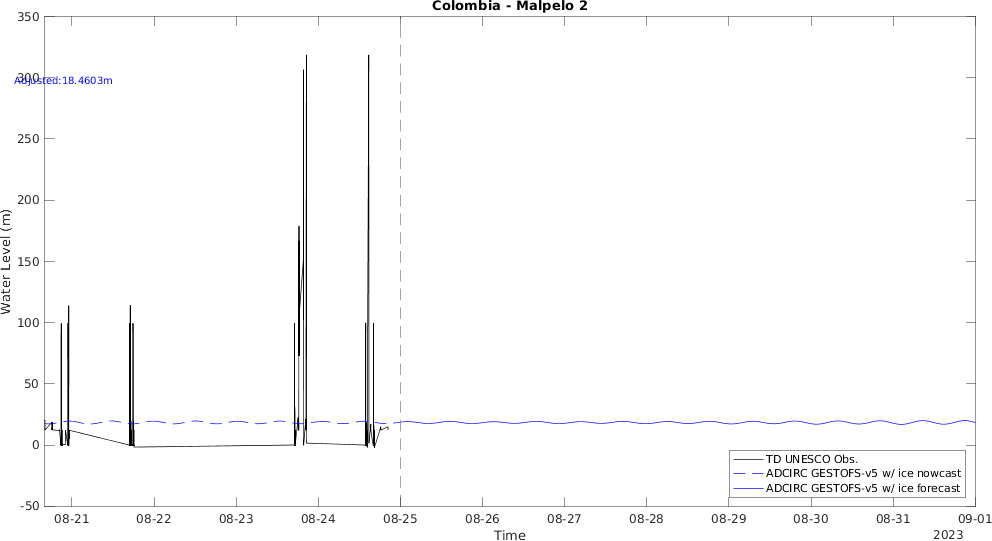 Colombia - Malpelo 2
350
300
Adjusted:18.4603m
250
200
150
100
50
0
-50
Water Level (m)
08-21 08-22 08-23 08-24 08-25 08-26 08-27 08-28 08-29 08-30 08-31 09-01
Time
2023
TD UNESCO Obs.
ADCIRC GESTOFS-v5 w/ ice nowcast
ADCIRC GESTOFS-v5 w/ ice forecast